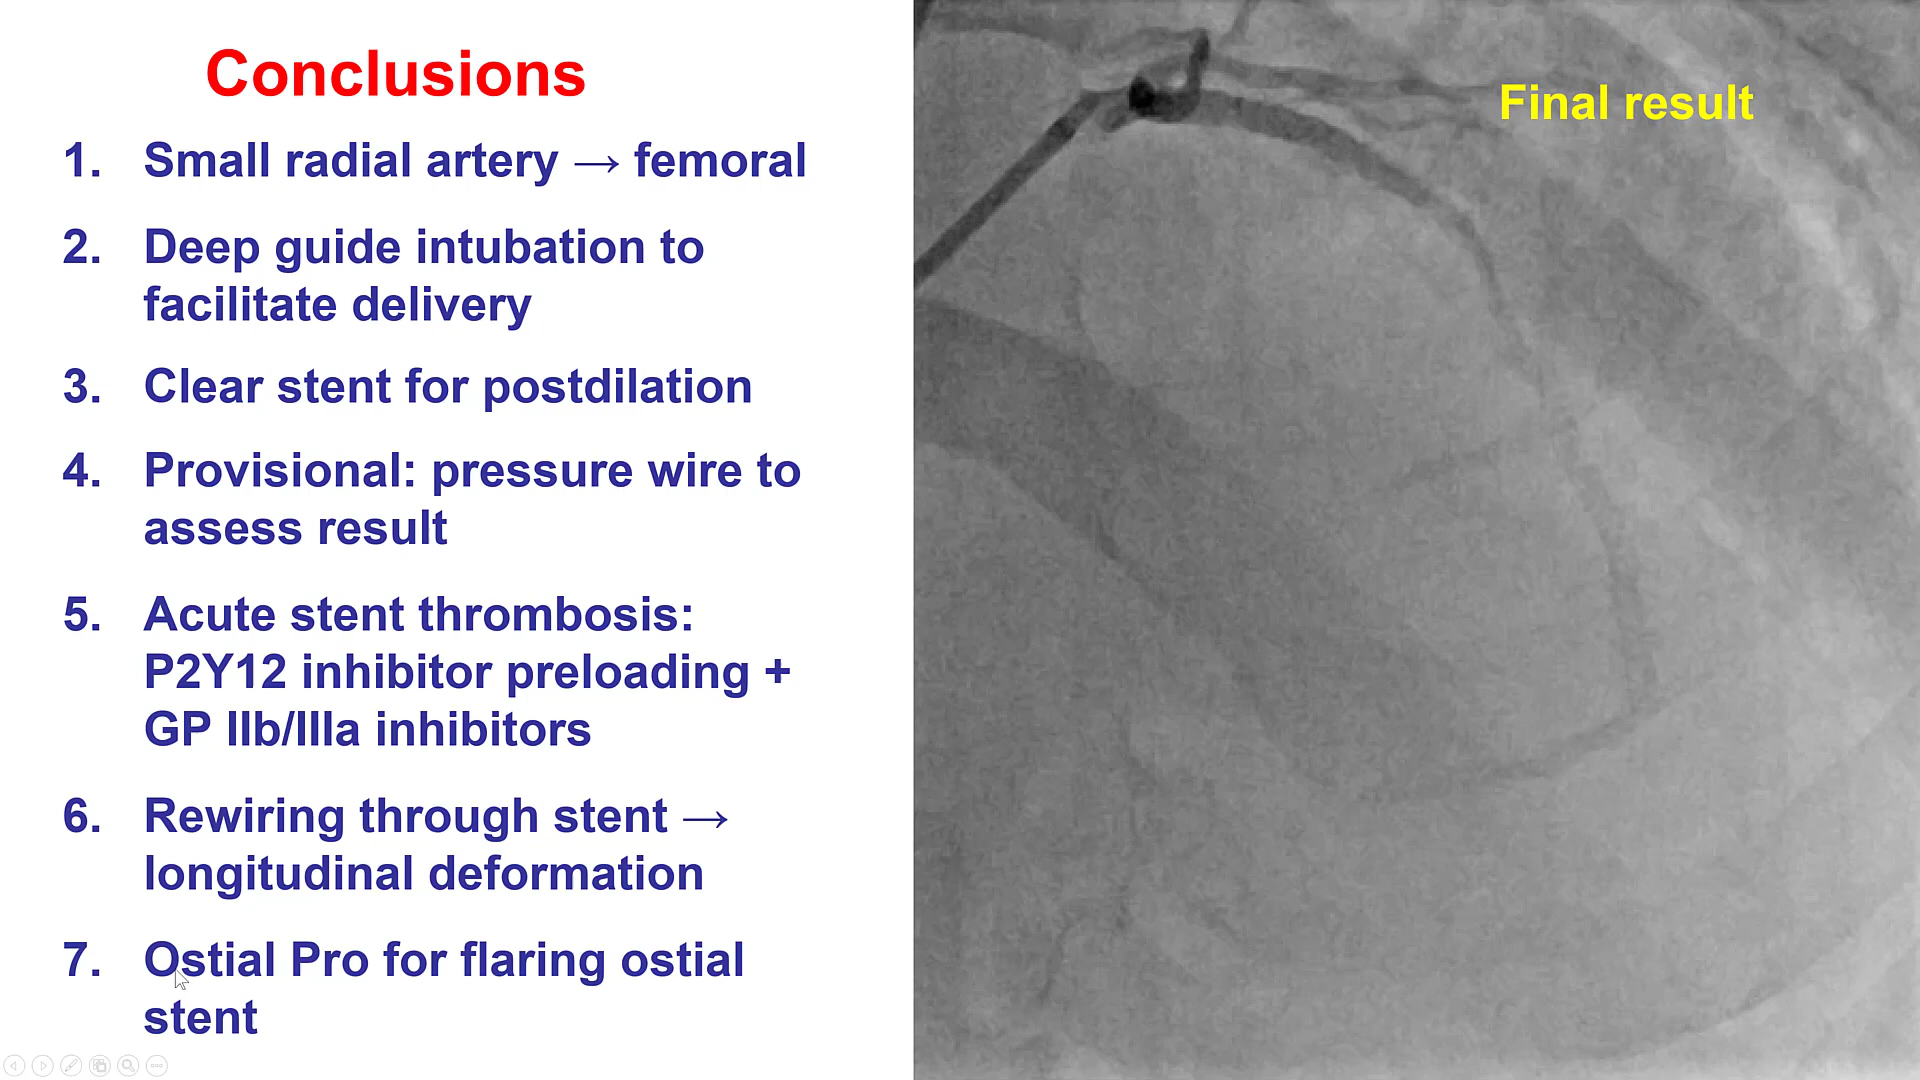 Conclusions
1. Small radial artery → femoral
2. Deep guide intubation to
facilitate delivery
3. Clear stent for postdilation
4. Provisional: pressure wire to
assess result
5. Acute stent thrombosis:
P2Y12 inhibitor preloading +
GP IIb/IIIa inhibitors
6. Rewiring through stent →
longitudinal deformation
7. Ostial Pro for flaring ostial
stent
Final result